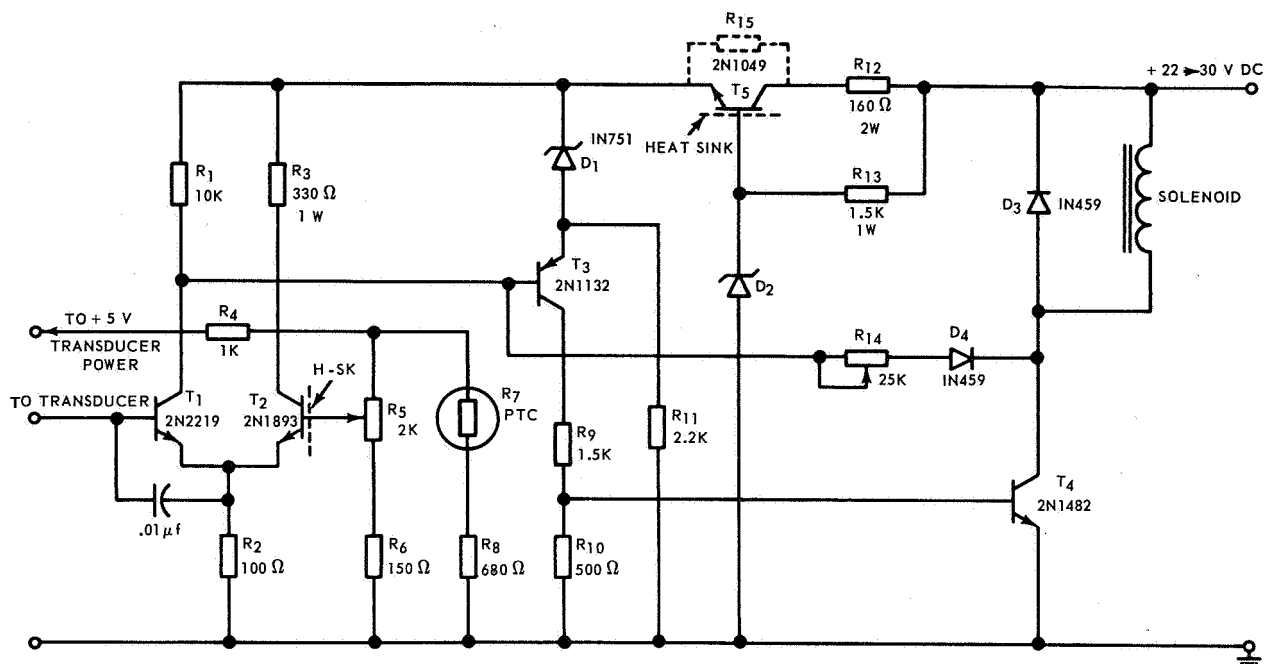 R15
2N1049
T5
HEAT SINK
R12
160 Ω
2W
+ 22 → 30 V DC
R1
10K
R3
330 Ω
1 W
IN751
D1
R13
1.5K
1W
D3
IN459
SOLENOID
T3
2N1132
D2
TO + 5 V
TRANSDUCER
POWER
R4
1K
R14
25K
D4
IN459
H-SK
TO TRANSDUCER
T1
2N2219
T2
2N1893
R5
2K
R7
PTC
R9
1.5K
R11
2.2K
T4
2N1482
.01μf
R2
100 Ω
R6
150 Ω
R8
680 Ω
R10
500 Ω